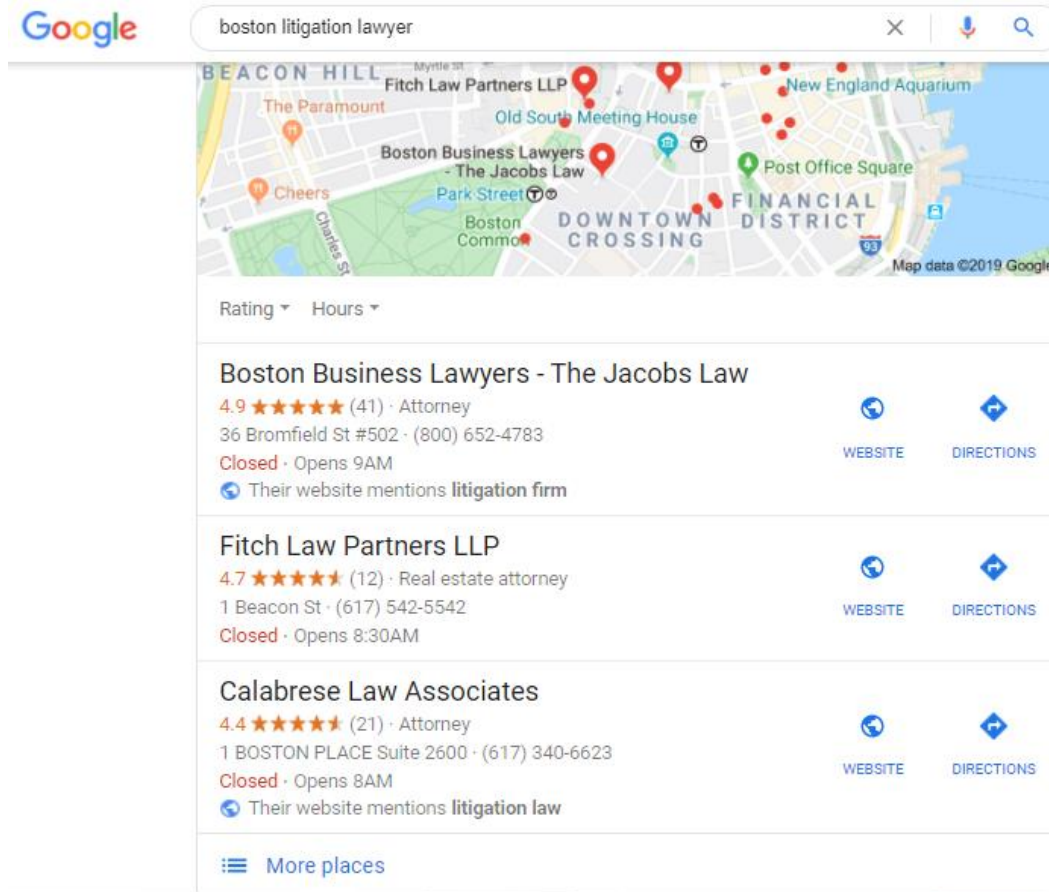 Google
boston litigation lawyer
BEACON HILL
Myrtle St
Fitch Law Partners LLP
New England Aquarium
The Paramount
Old South Meeting House
Boston Business Lawyers
- The Jacobs Law
Post Office Square
Cheers
Park Street
Charles St
Boston
Common
DOWNTOWN
CROSSING
FINANCIAL
DISTRICT
93
Map data ©2019 Google
Rating Hours
Boston Business Lawyers - The Jacobs Law
4.9 (41) · Attorney
36 Bromfield St #502 · (800) 652-4783
Closed · Opens 9AM
Their website mentions litigation firm
WEBSITE DIRECTIONS
Fitch Law Partners LLP
4.7 (12) · Real estate attorney
1 Beacon St · (617) 542-5542
Closed · Opens 8:30AM
WEBSITE DIRECTIONS
Calabrese Law Associates
4.4 (21) · Attorney
1 BOSTON PLACE Suite 2600 · (617) 340-6623
Closed · Opens 8AM
Their website mentions litigation law
WEBSITE DIRECTIONS
More places